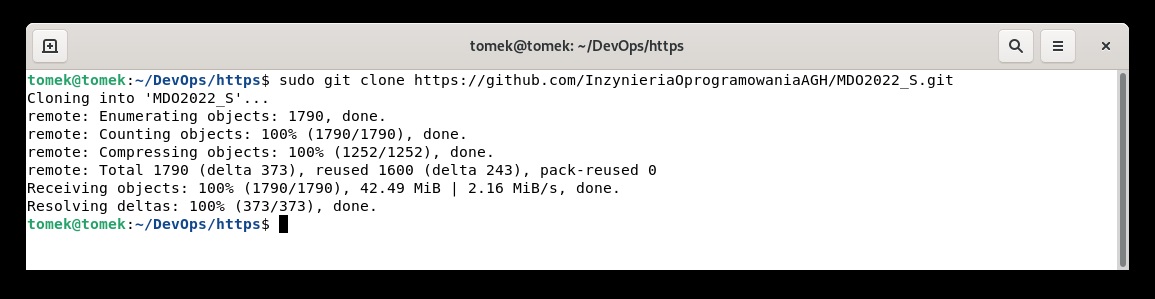 tomek@tomek: ~/DevOps/https
tomek@tomek:~/DevOps/https$ sudo git clone https://github.com/InzynieriaOprogramowaniaAGH/MDO2022_S.git
Cloning into 'MDO2022_S'...
remote: Enumerating objects: 1790, done.
remote: Counting objects: 100% (1790/1790), done.
remote: Compressing objects: 100% (1252/1252), done.
remote: Total 1790 (delta 373), reused 1600 (delta 243), pack-reused 0
Receiving objects: 100% (1790/1790), 42.49 MiB | 2.16 MiB/s, done.
Resolving deltas: 100% (373/373), done.
tomek@tomek:~/DevOps/https$